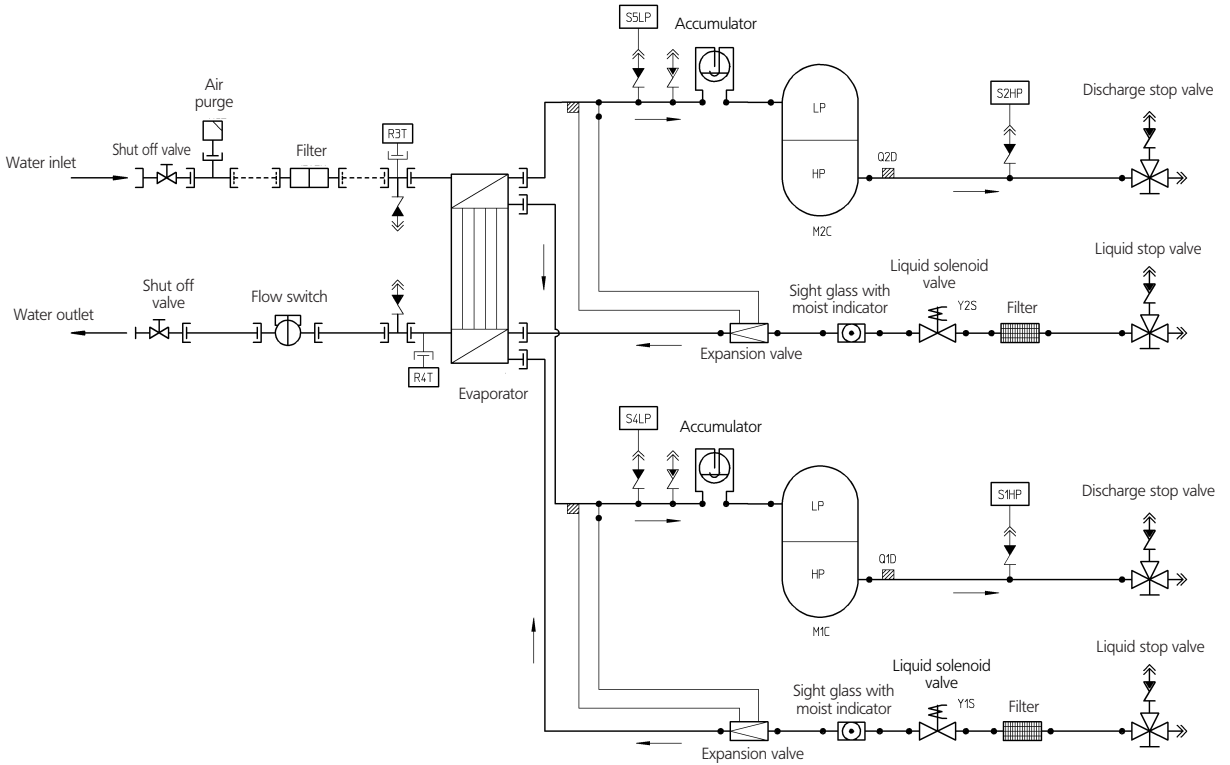 S5LP
Accumulator
Air
purge
S2HP
Discharge stop valve
LP
R3T
Shut off valve
Filter
Water inlet
Q2D
HP
M2C
Liquid stop valve
Shut off
valve
Flow switch
Sight glass with
moist indicator
Liquid solenoid
valve
Y2S
Filter
Water outlet
Expansion valve
R4T
Evaporator
S4LP
Accumulator
S1HP
Discharge stop valve
LP
Q1D
HP
M1C
Liquid stop valve
Sight glass with
moist indicator
Liquid solenoid
valve
Y1S
Filter
Expansion valve